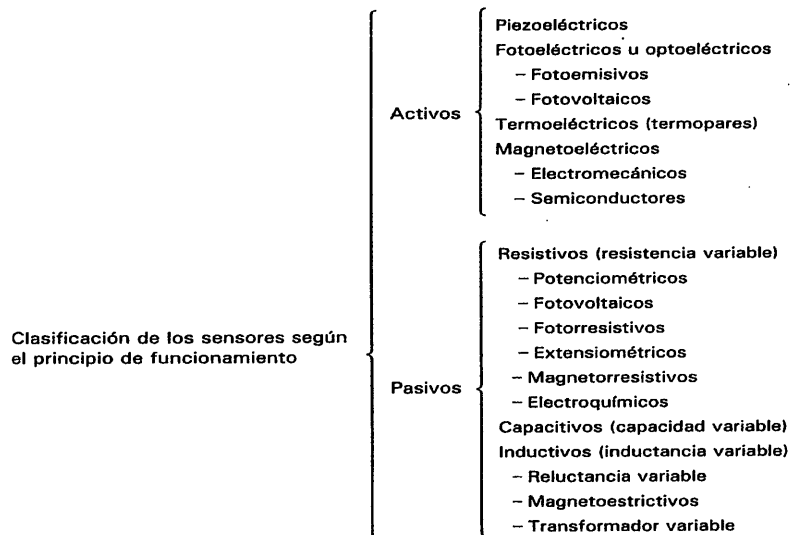 Clasificación de los sensores según
el principio de funcionamiento
Activos
Piezoeléctricos
Fotoeléctricos u optoeléctricos
– Fotoemisivos
– Fotovoltaicos
Termoeléctricos (termopares)
Magnetoeléctricos
– Electromecánicos
– Semiconductores
Pasivos
Resistivos (resistencia variable)
– Potenciométricos
– Fotovoltaicos
– Fotorresistivos
– Extensiométricos
– Magnetorresistivos
– Electroquímicos
Capacitivos (capacidad variable)
Inductivos (inductancia variable)
– Reluctancia variable
– Magnetoestrictivos
– Transformador variable